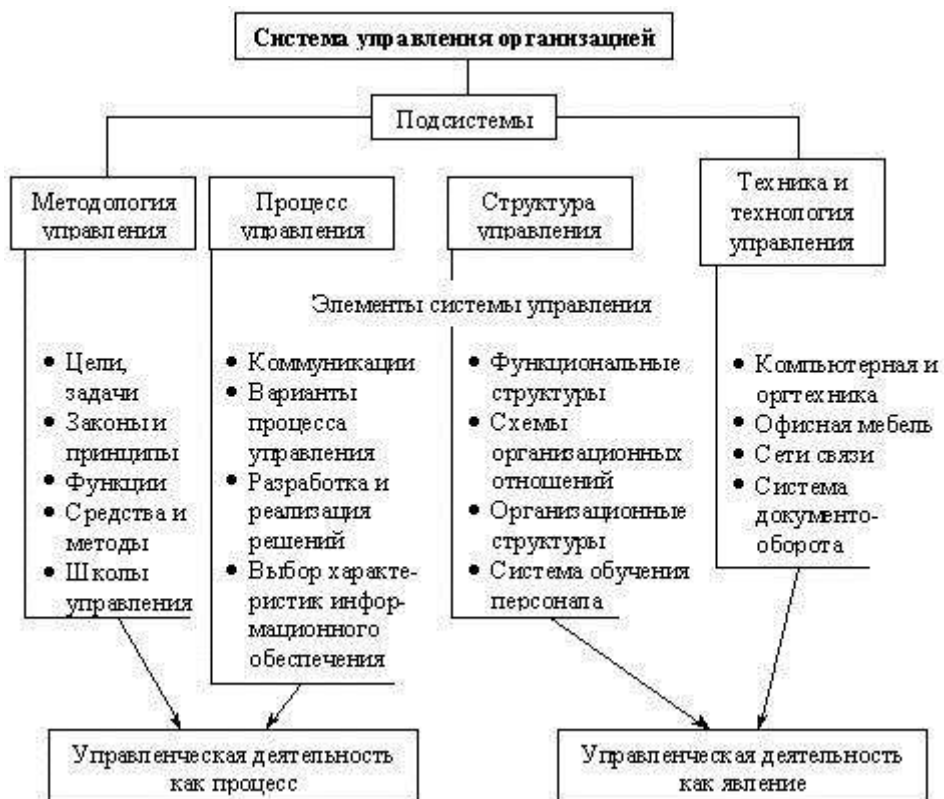 Система управления организацией
Подсистемы
Методология
управления
Процесс
управления
Структура
управления
Техника и
технология
управления
Элементы системы управления
• Цели,
задачи
• Законы и
принципы
• Функции
• Средства и
методы
• Школы
управления
• Коммуникации
• Варианты
процесса
управления
• Разработка и
реализация
решений
• Выбор характе-
ристик инфор-
мационного
обеспечения
• Функциональные
структуры
• Схемы
организационных
отношений
• Организационные
структуры
• Система обучения
персонала
• Компьютерная и
оргтехника
• Офисная мебель
• Сети связи
• Система
документо-
оборота
Управленческая деятельность
как процесс
Управленческая деятельность
как явление